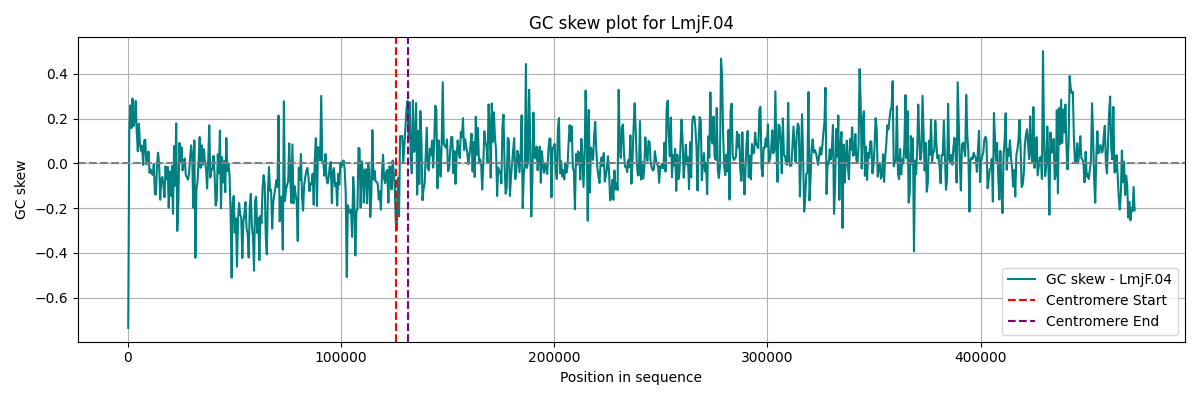 GC skew plot for LmjF.04
GC skew
0.4
0.2
0.0
−0.2
−0.4
−0.6
0
100000
200000
300000
400000
Position in sequence
GC skew - LmjF.04
Centromere Start
Centromere End